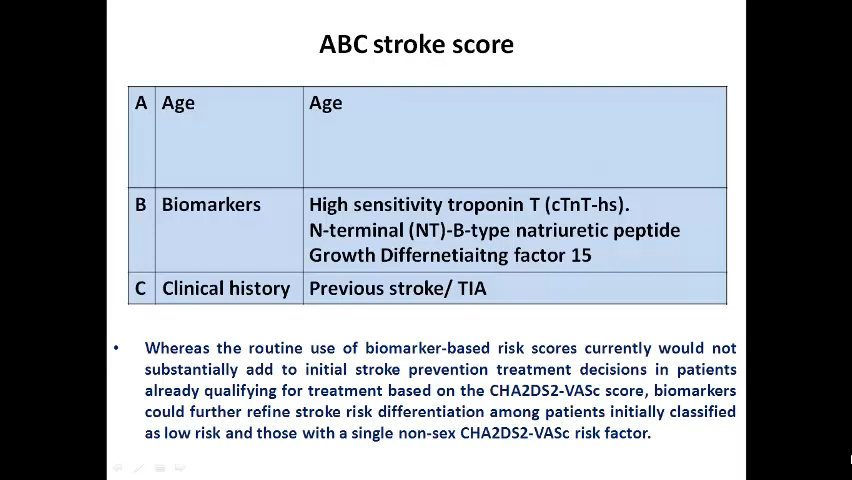 ABC stroke score
A Age Age
B Biomarkers High sensitivity troponin T (cTnT-hs).
N-terminal (NT)-B-type natriuretic peptide
Growth Differnetiaitng factor 15
C Clinical history Previous stroke/ TIA
• Whereas the routine use of biomarker-based risk scores currently would not
substantially add to initial stroke prevention treatment decisions in patients
already qualifying for treatment based on the CHA2DS2-VASc score, biomarkers
could further refine stroke risk differentiation among patients initially classified
as low risk and those with a single non-sex CHA2DS2-VASc risk factor.